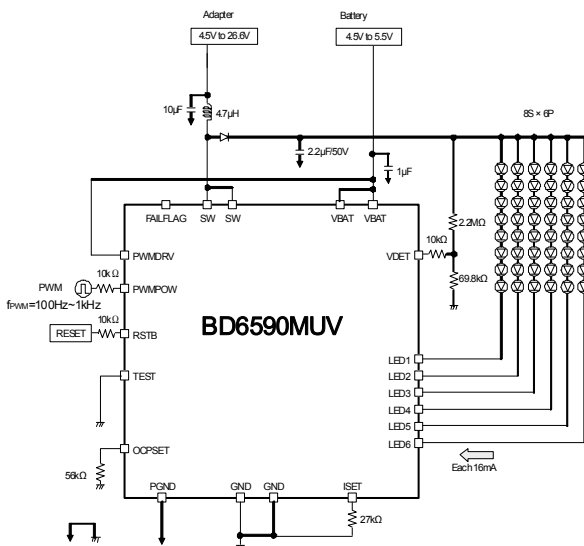 Adapter
Battery
4.5V to 26.6V
4.5V to 5.5V
10μF
4.7μH
8S × 6P
2.2μF/50V
1μF
FAILFLAG
SW
SW
VBAT
VBAT
2.2MΩ
10kΩ
PWMDRV
VDET
PWM
10kΩ
PWMPOW
69.8kΩ
fPWM=100Hz~1kHz
10kΩ
RESET
RSTB
BD6590MUV
TEST
LED1
LED2
LED3
LED4
LED5
LED6
OCPSET
Each 16mA
56kΩ
PGND
GND
GND
ISET
27kΩ